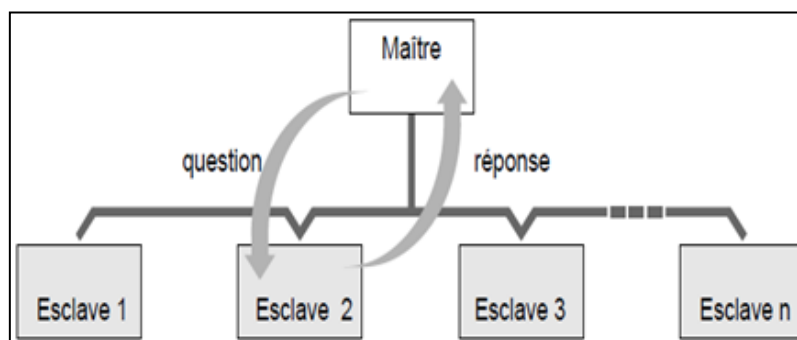 Maître
question
réponse
Esclave 1
Esclave 2
Esclave 3
Esclave n